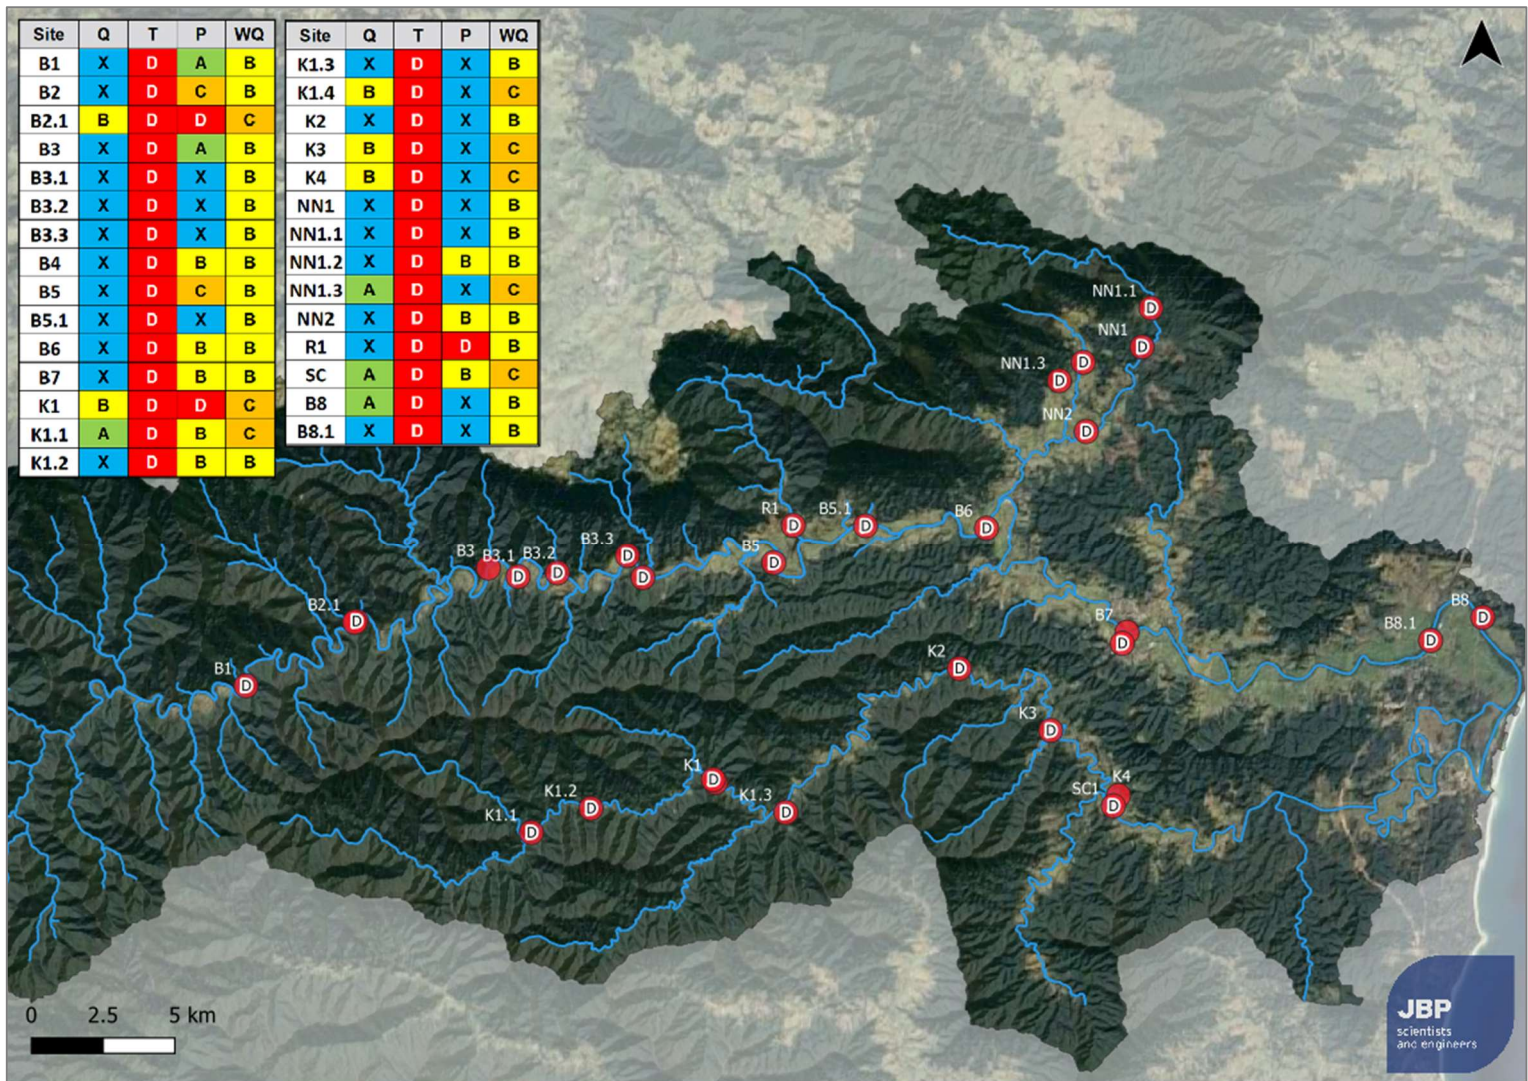 Site Q T P WQ
B1 X D A B
B2 X D C B
B2.1 B D D C
B3 X D A B
B3.1 X D X B
B3.2 X D X B
B3.3 X D X B
B4 X D B B
B5 X D C B
B5.1 X D X B
B6 X D B B
B7 X D B B
K1 B D D C
K1.1 A D B C
K1.2 X D B B
Site Q T P WQ
K1.3 X D X B
K1.4 B D X C
K2 X D X B
K3 B D X C
K4 B D X C
NN1 X D X B
NN1.1 X D X B
NN1.2 X D B B
NN1.3 A D X C
NN2 X D B B
R1 X D D B
SC A D B C
B8 A D X B
B8.1 X D X B
NN1.1 D
NN1 D
NN1.3 D
D
NN2 D
R1 D
B5.1 D
B6 D
B3
B3.1 D
B3.2 D
B3.3 D
D
B5 D
B2.1 D
B1 D
B7
D
B8 D
B8.1 D
K2 D
K3 D
K4
SC1 D
K1 D
K1.2 D
K1.3 D
K1.1 D
0 2.5 5 km
JBP
scientists
and engineers